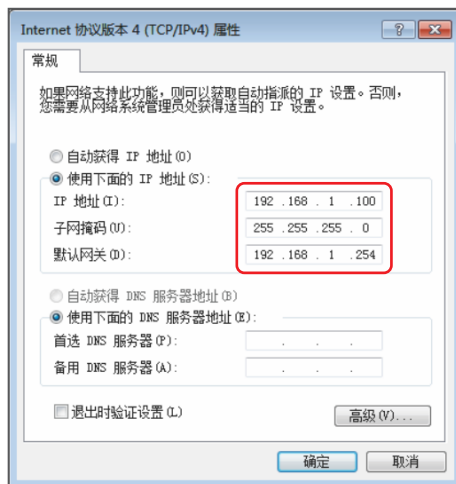 Internet 协议版本 4 (TCP/IPv4) 属性
常规
如果网络支持此功能，则可以获取自动指派的 IP 设置。否则，
您需要从网络系统管理员处获得适当的 IP 设置。
自动获得 IP 地址(O)
使用下面的 IP 地址(S):
IP 地址(I): 192 .168 . 1 .100
子网掩码(U): 255 .255 .255 . 0
默认网关(D): 192 .168 . 1 .254
自动获得 DNS 服务器地址(B)
使用下面的 DNS 服务器地址(E):
首选 DNS 服务器(P): . . .
备用 DNS 服务器(A): . . .
退出时验证设置(L)
高级(V)...
确定 取消